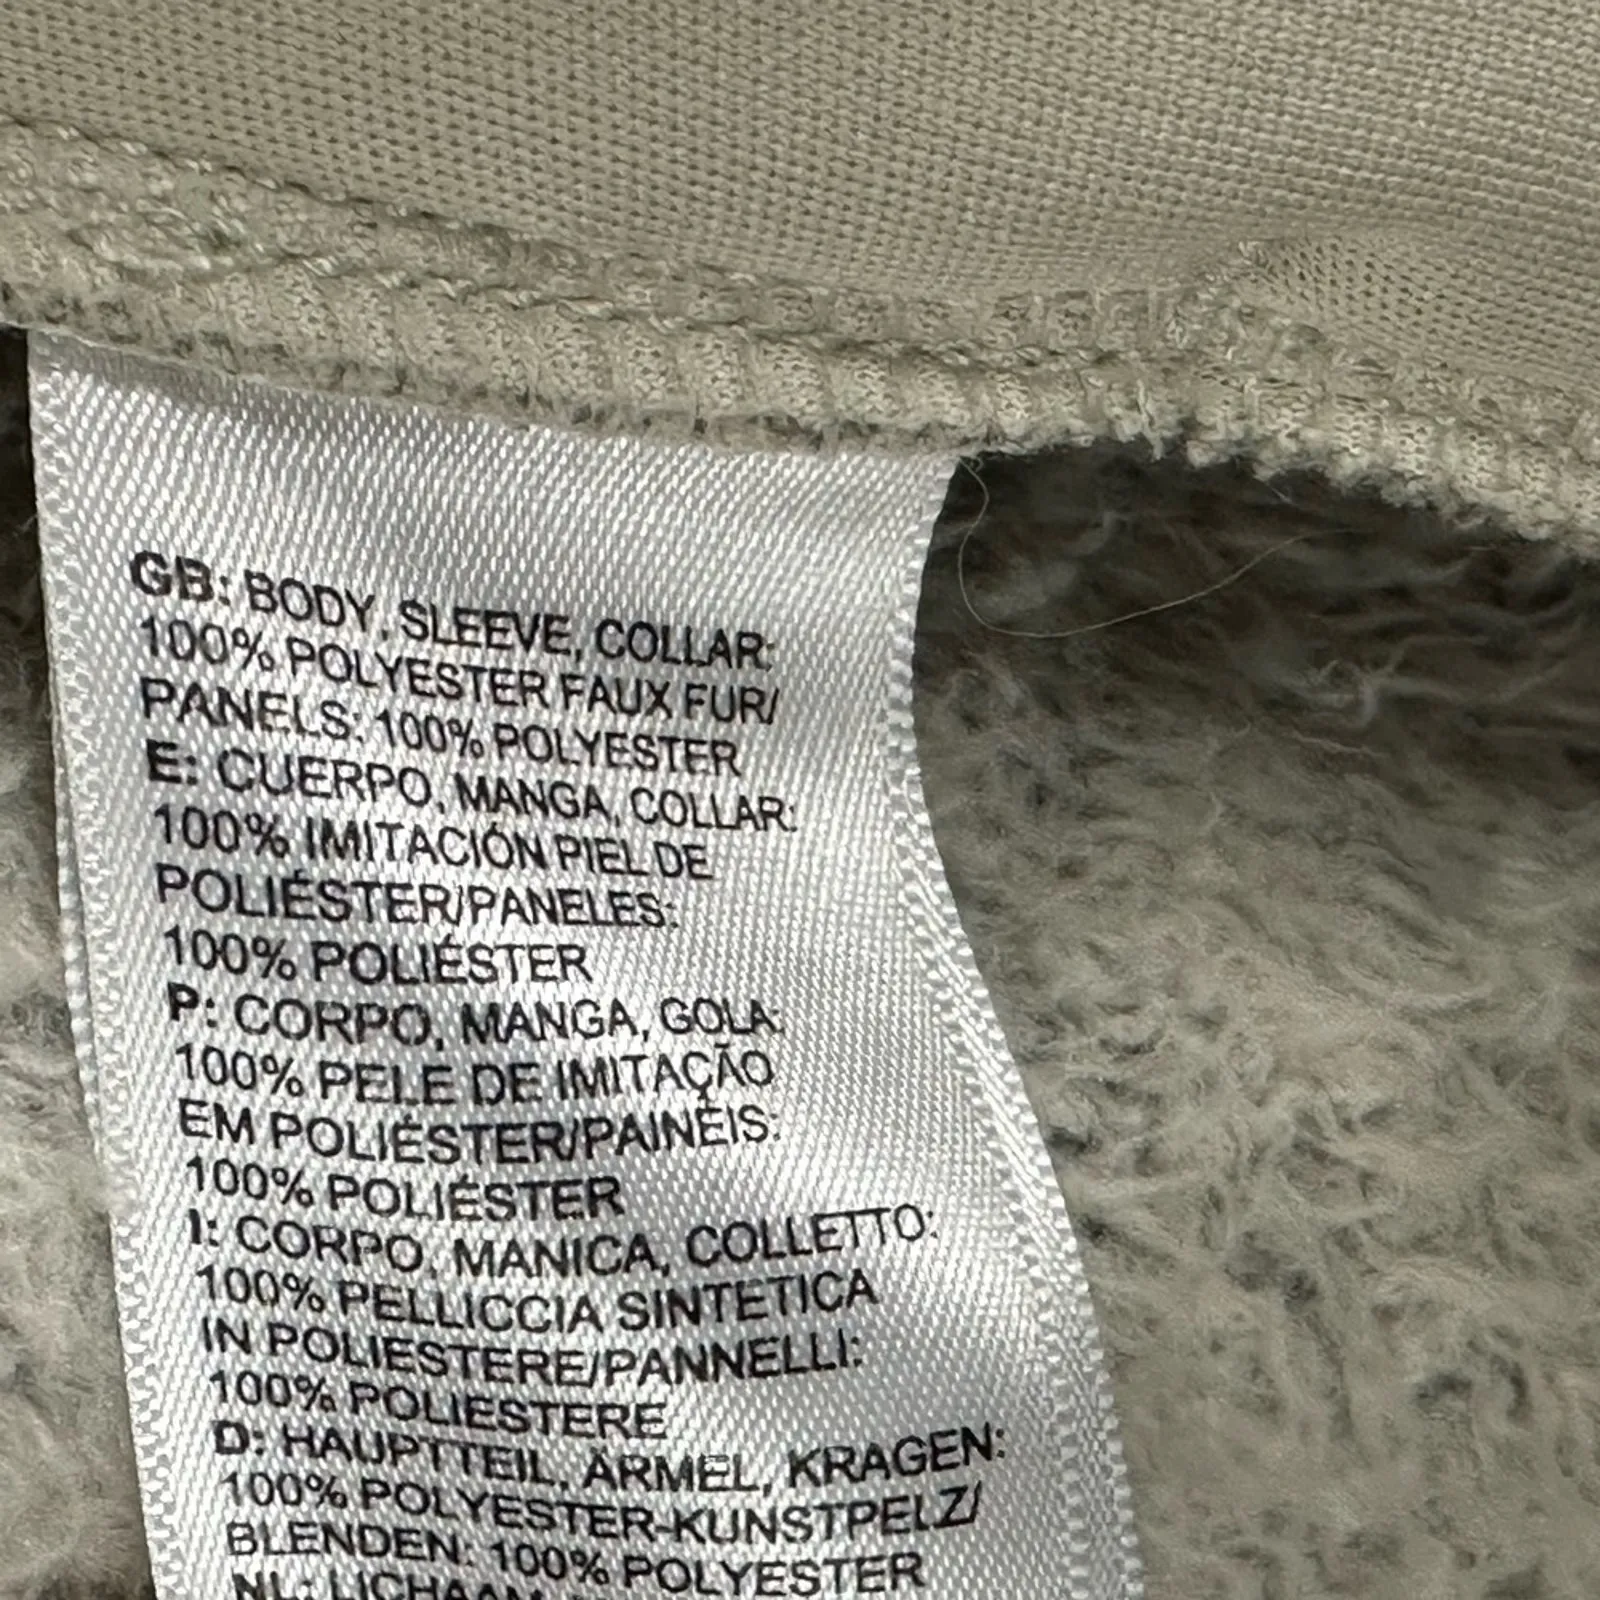 GB: BODY, SLEEVE, COLLAR:
100% POLYESTER FAUX FUR/
PANELS: 100% POLYESTER
E: CUERPO, MANGA, COLLAR:
100% IMITACIÓN PIEL DE
POLIÉSTER/PANELES:
100% POLIÉSTER
P: CORPO, MANGA, GOLA:
100% PELE DE IMITAÇÃO
EM POLIÉSTER/PAINÉIS:
100% POLIÉSTER
I: CORPO, MANICA, COLLETTO:
100% PELLICCIA SINTETICA
IN POLIESTERE/PANNELLI:
100% POLIESTERE
D: HAUPTTEIL, ÄRMEL, KRAGEN:
100% POLYESTER-KUNSTPELZ/
BLENDEN: 100% POLYESTER
NL: LICHAAM,